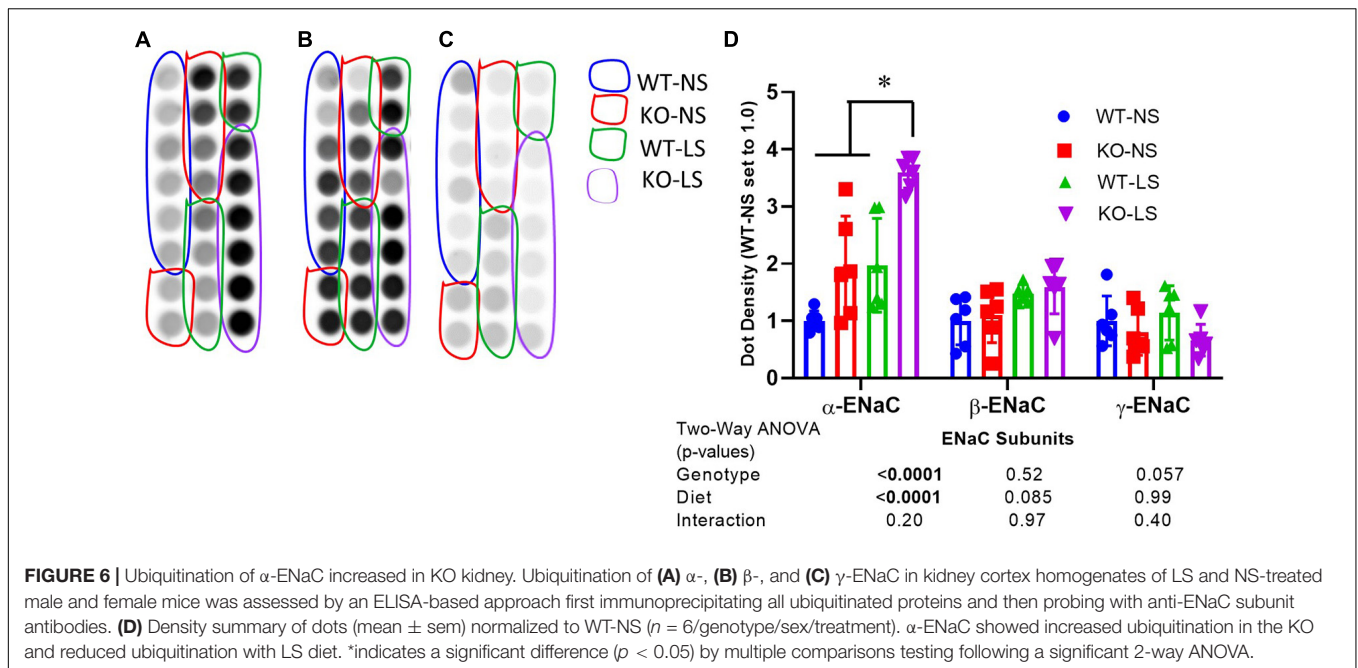 A B C D
WT-NS
KO-NS
WT-LS
KO-LS
Dot Density (WT-NS set to 1.0)
5
4
3
2
1
0
*
WT-NS
KO-NS
WT-LS
KO-LS
α-ENaC β-ENaC γ-ENaC
Two-Way ANOVA ENaC Subunits
(p-values)
Genotype <0.0001 0.52 0.057
Diet <0.0001 0.085 0.99
Interaction 0.20 0.97 0.40
FIGURE 6 | Ubiquitination of α-ENaC increased in KO kidney. Ubiquitination of (A) α-, (B) β-, and (C) γ-ENaC in kidney cortex homogenates of LS and NS-treated
male and female mice was assessed by an ELISA-based approach first immunoprecipitating all ubiquitinated proteins and then probing with anti-ENaC subunit
antibodies. (D) Density summary of dots (mean ± sem) normalized to WT-NS (n = 6/genotype/sex/treatment). α-ENaC showed increased ubiquitination in the KO
and reduced ubiquitination with LS diet. *indicates a significant difference (p < 0.05) by multiple comparisons testing following a significant 2-way ANOVA.